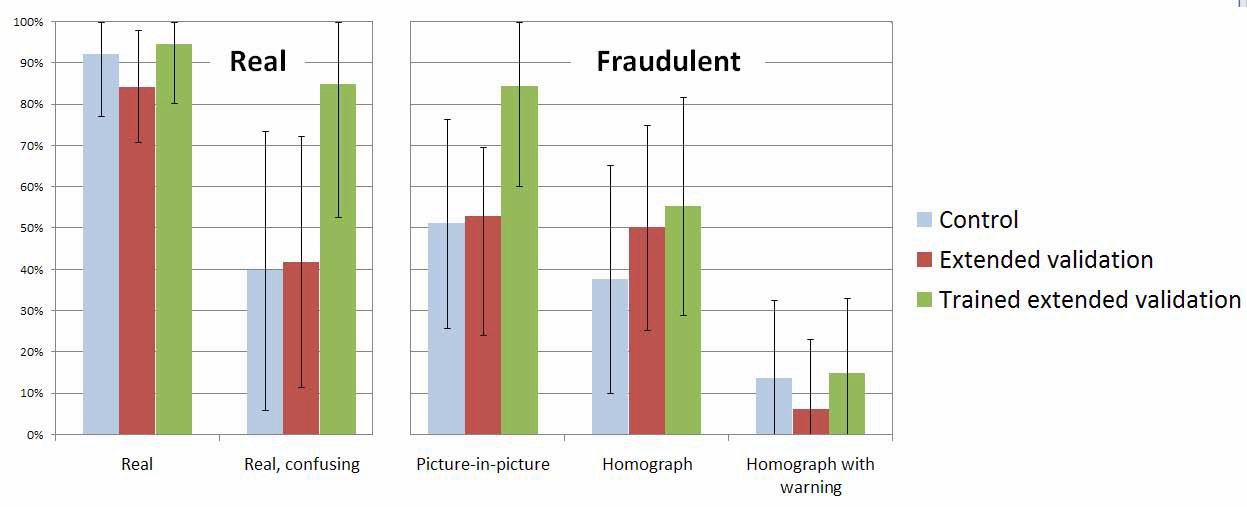 100%
90%
80%
70%
60%
50%
40%
30%
20%
10%
0%
Real
Fraudulent
Real
Real, confusing
Picture-in-picture
Homograph
Homograph with
warning
Control
Extended validation
Trained extended validation